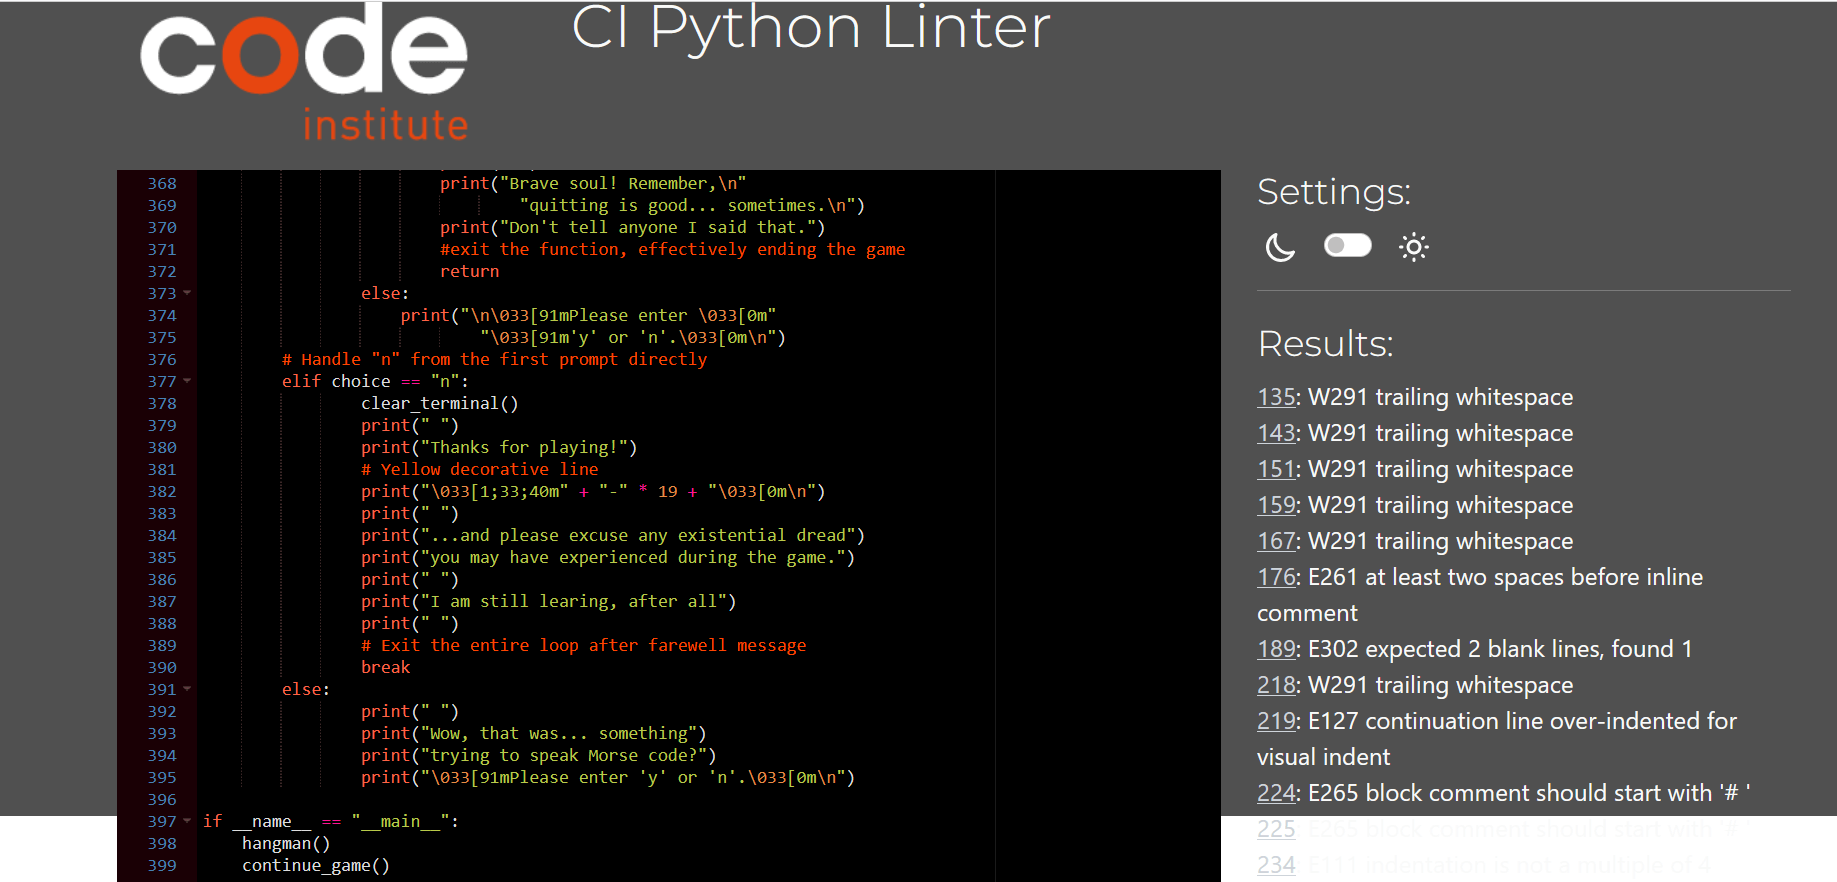 code
institute
CI Python Linter
368 print("Brave soul! Remember,\n"
369 "quitting is good... sometimes.\n")
370 print("Don't tell anyone I said that.")
371 #exit the function, effectively ending the game
372 return
373 else:
374 print("\n\033[91mPlease enter \033[0m"
375 "\033[91m'y' or 'n'.\033[0m\n")
376 # Handle "n" from the first prompt directly
377 elif choice == "n":
378 clear_terminal()
379 print(" ")
380 print("Thanks for playing!")
381 # Yellow decorative line
382 print("\033[1;33;40m" + "-" * 19 + "\033[0m\n")
383 print(" ")
384 print("...and please excuse any existential dread")
385 print("you may have experienced during the game.")
386 print(" ")
387 print("I am still learing, after all")
388 print(" ")
389 # Exit the entire loop after farewell message
390 break
391 else:
392 print(" ")
393 print("Wow, that was... something")
394 print("trying to speak Morse code?")
395 print("\033[91mPlease enter 'y' or 'n'.\033[0m\n")
396
397 if __name__ == "__main__":
398 hangman()
399 continue_game()
Settings:
Results:
135: W291 trailing whitespace
143: W291 trailing whitespace
151: W291 trailing whitespace
159: W291 trailing whitespace
167: W291 trailing whitespace
176: E261 at least two spaces before inline
comment
189: E302 expected 2 blank lines, found 1
218: W291 trailing whitespace
219: E127 continuation line over-indented for
visual indent
224: E265 block comment should start with '# '
225: E265 block comment should start with '# '
234: E111 indentation is not a multiple of 4